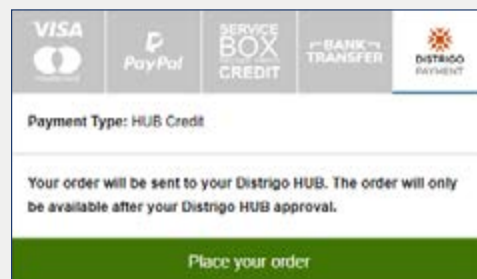 VISA
PayPal
SERVICE
BOX
CREDIT
BANK
TRANSFER
DISTRIGO
PAYMENT
Payment Type: HUB Credit
Your order will be sent to your Distrigo HUB. The order will only
be available after your Distrigo HUB approval.
Place your order